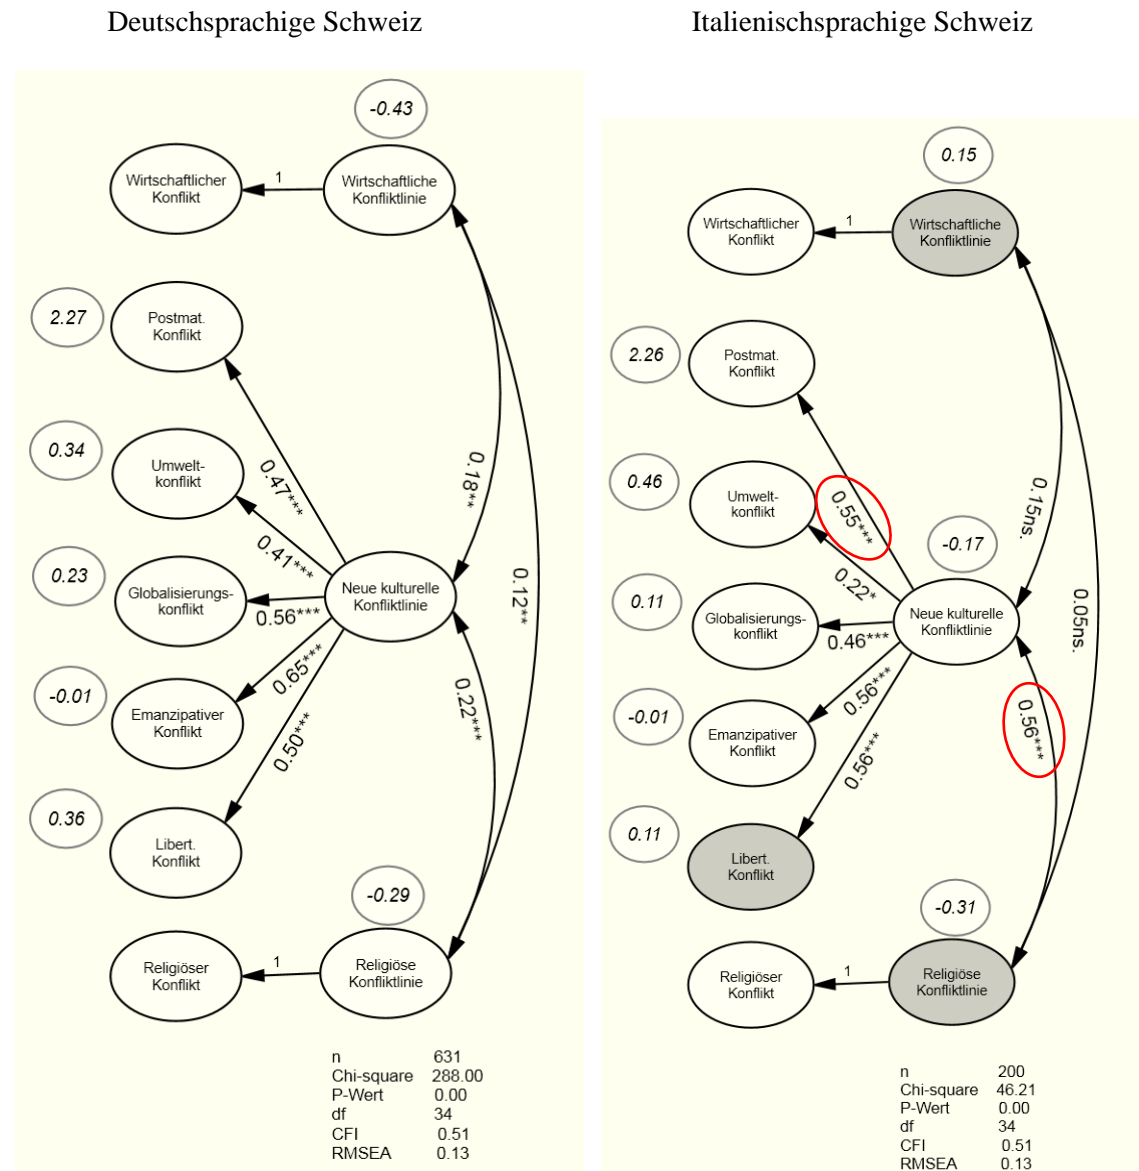 Deutschsprachige Schweiz
-0.43
Wirtschaftlicher
Konflikt
1
Wirtschaftliche
Konfliktlinie
2.27
Postmat.
Konflikt
0.34
Umwelt-
konflikt
0.47***
0.18**
0.41***
0.23
Globalisierungs-
konflikt
0.56***
Neue kulturelle
Konfliktlinie
0.12**
0.65***
-0.01
Emanzipativer
Konflikt
0.22***
0.50***
0.36
Libert.
Konflikt
-0.29
Religiöser
Konflikt
1
Religiöse
Konfliktlinie
n 631
Chi-square 288.00
P-Wert 0.00
df 34
CFI 0.51
RMSEA 0.13
Italienischsprachige Schweiz
0.15
Wirtschaftlicher
Konflikt
1
Wirtschaftliche
Konfliktlinie
2.26
Postmat.
Konflikt
0.46
Umwelt-
konflikt
0.55***
0.15ns.
-0.17
0.22*
0.11
Globalisierungs-
konflikt
0.46***
Neue kulturelle
Konfliktlinie
0.05ns.
0.56***
-0.01
Emanzipativer
Konflikt
0.56***
0.56***
0.11
Libert.
Konflikt
-0.31
Religiöser
Konflikt
1
Religiöse
Konfliktlinie
n 200
Chi-square 46.21
P-Wert 0.00
df 34
CFI 0.51
RMSEA 0.13